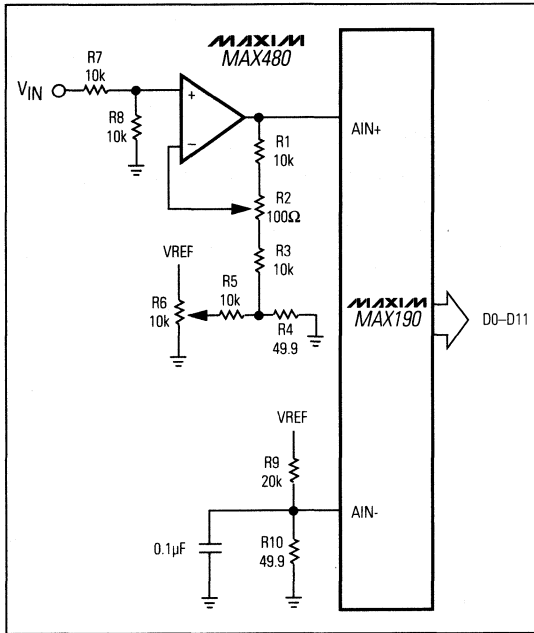 MAXIM
MAX480
R7
10k
VIN
R8
10k
+
−
AIN+
R1
10k
R2
100Ω
R3
10k
VREF
R5
10k
R6
10k
R4
49.9
MAXIM
MAX190
D0–D11
VREF
R9
20k
AIN-
0.1µF
R10
49.9